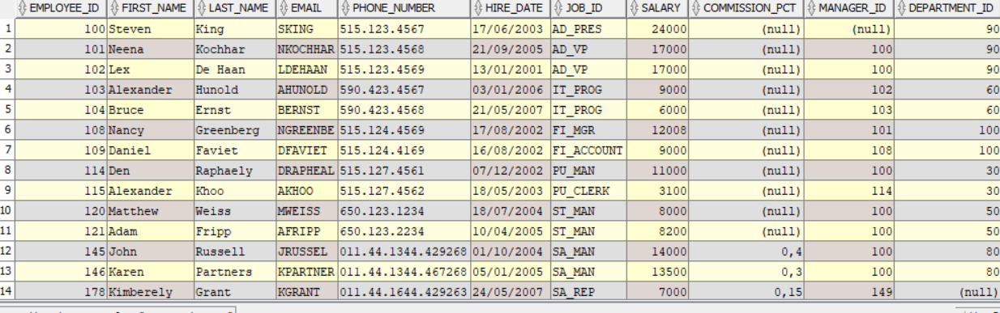 EMPLOYEE_ID FIRST_NAME LAST_NAME EMAIL PHONE_NUMBER HIRE_DATE JOB_ID SALARY COMMISSION_PCT MANAGER_ID DEPARTMENT_ID
1 100 Steven King SKING 515.123.4567 17/06/2003 AD_PRES 24000 (null) (null) 90
2 101 Neena Kochhar NKOCHHAR 515.123.4568 21/09/2005 AD_VP 17000 (null) 100 90
3 102 Lex De Haan LDEHAAN 515.123.4569 13/01/2001 AD_VP 17000 (null) 100 90
4 103 Alexander Hunold AHUNOLD 590.423.4567 03/01/2006 IT_PROG 9000 (null) 102 60
5 104 Bruce Ernst BERNST 590.423.4568 21/05/2007 IT_PROG 6000 (null) 103 60
6 108 Nancy Greenberg NGREENBE 515.124.4569 17/08/2002 FI_MGR 12008 (null) 101 100
7 109 Daniel Faviet DFAVIET 515.124.4169 16/08/2002 FI_ACCOUNT 9000 (null) 108 100
8 114 Den Raphaely DRAPHEAL 515.127.4561 07/12/2002 PU_MAN 11000 (null) 100 30
9 115 Alexander Khoo AKHOO 515.127.4562 18/05/2003 PU_CLERK 3100 (null) 114 30
10 120 Matthew Weiss MWEISS 650.123.1234 18/07/2004 ST_MAN 8000 (null) 100 50
11 121 Adam Fripp AFRIPP 650.123.2234 10/04/2005 ST_MAN 8200 (null) 100 50
12 145 John Russell JRUSSEL 011.44.1344.429268 01/10/2004 SA_MAN 14000 0,4 100 80
13 146 Karen Partners KPARTNER 011.44.1344.467268 05/01/2005 SA_MAN 13500 0,3 100 80
14 178 Kimberely Grant KGRANT 011.44.1644.429263 24/05/2007 SA_REP 7000 0,15 149 (null)